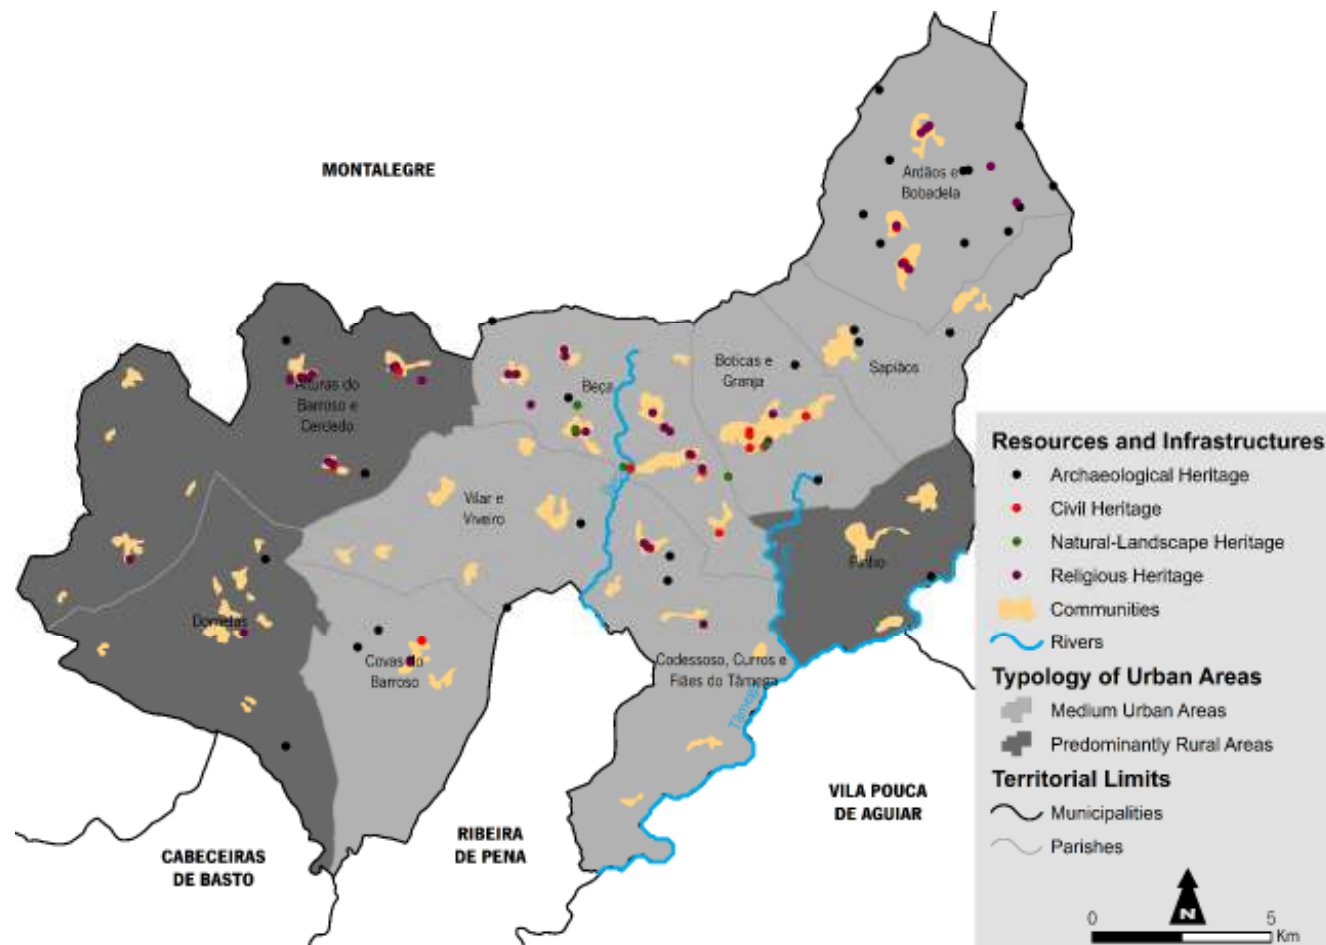 MONTALEGRE
Ardãos e
Bobadela
Sapiãos
Boticas e
Granja
Beça
Alturas do
Barroso e
Cerdedo
Vilar e
Viveiro
Pinho
Dornelas
Covas do
Barroso
Codessoso, Curros e
Fiães do Tâmega
Tâmega
VILA POUCA
DE AGUIAR
RIBEIRA
DE PENA
CABECEIRAS
DE BASTO
Resources and Infrastructures
Archaeological Heritage
Civil Heritage
Natural-Landscape Heritage
Religious Heritage
Communities
Rivers
Typology of Urban Areas
Medium Urban Areas
Predominantly Rural Areas
Territorial Limits
Municipalities
Parishes
N
0 5
Km